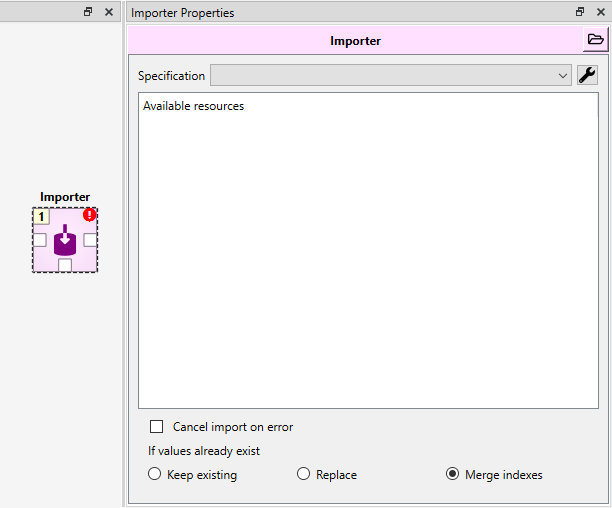 Importer Properties
Importer
Specification
Available resources
Importer
1
Cancel import on error
If values already exist
Keep existing Replace Merge indexes